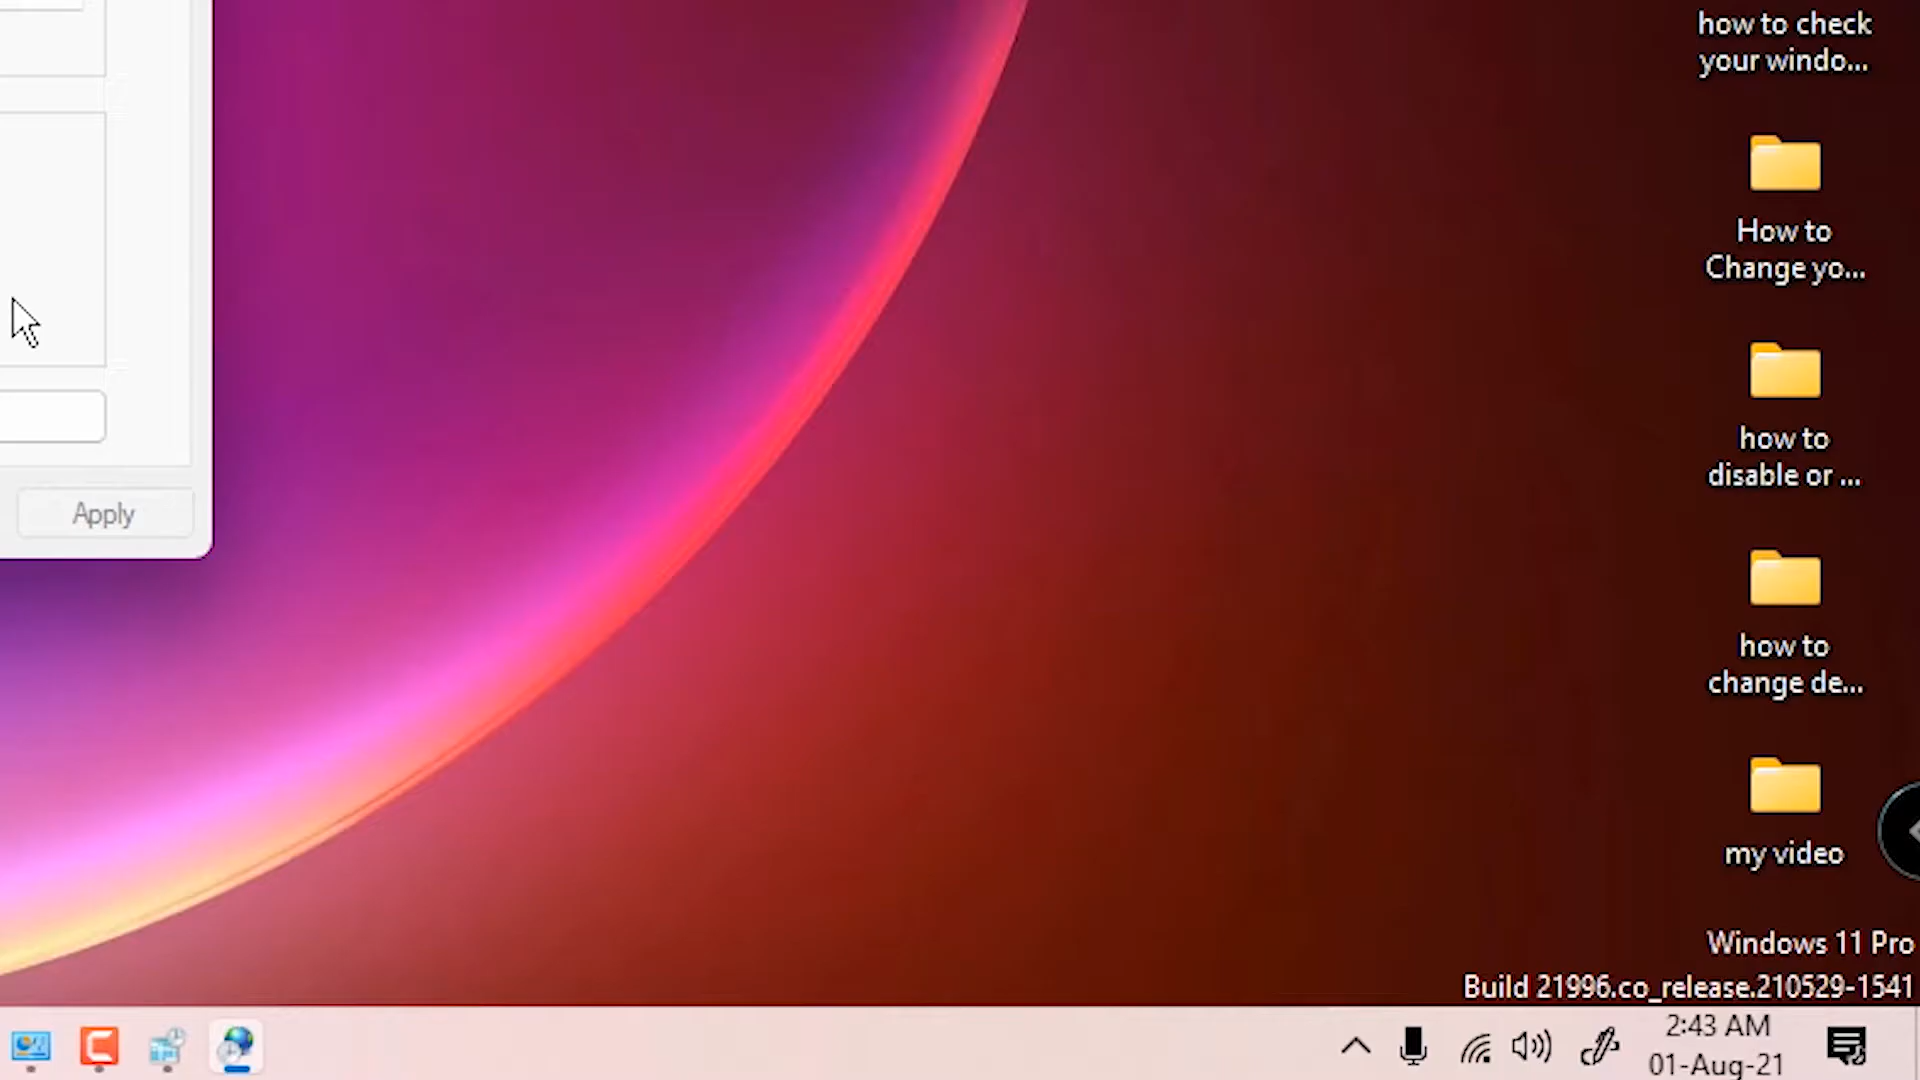 how to check
your windo...
How to
Change yo...
how to
disable or ...
how to
change de...
my video
Apply
Windows 11 Pro
Build 21996.co_release.210529-1541
2:43 AM
01-Aug-21